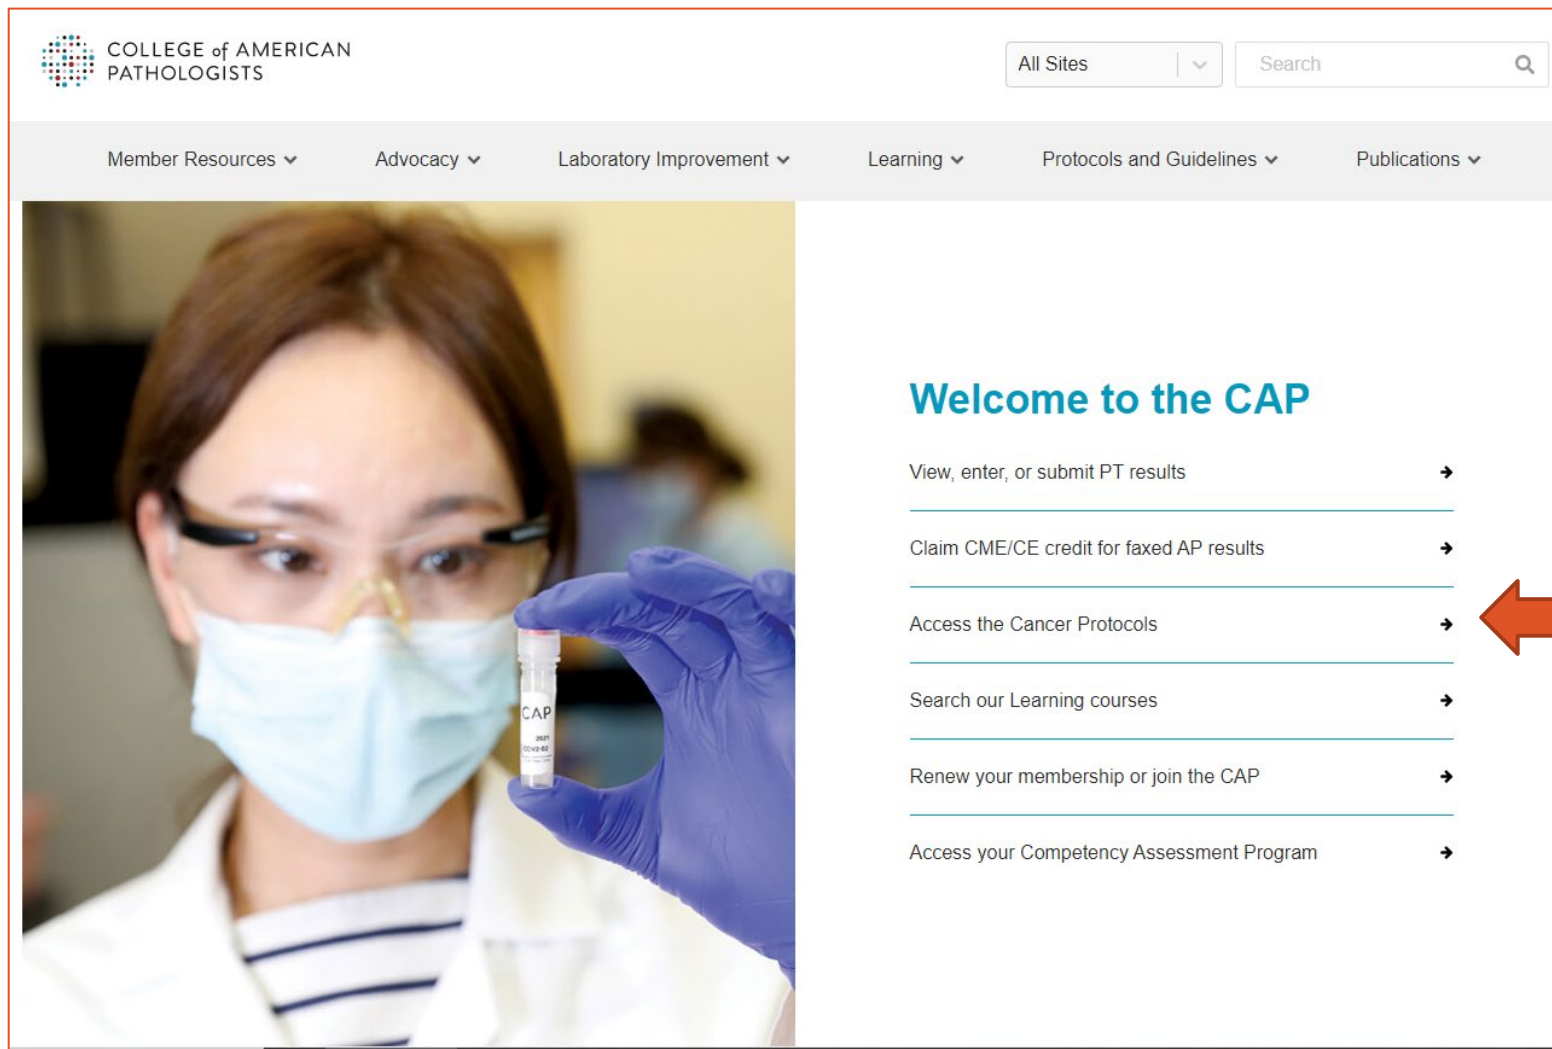 COLLEGE of AMERICAN
PATHOLOGISTS
All Sites
Search
Member Resources
Advocacy
Laboratory Improvement
Learning
Protocols and Guidelines
Publications
Welcome to the CAP
View, enter, or submit PT results
Claim CME/CE credit for faxed AP results
Access the Cancer Protocols
Search our Learning courses
Renew your membership or join the CAP
Access your Competency Assessment Program
CAP
2021
COV2-02